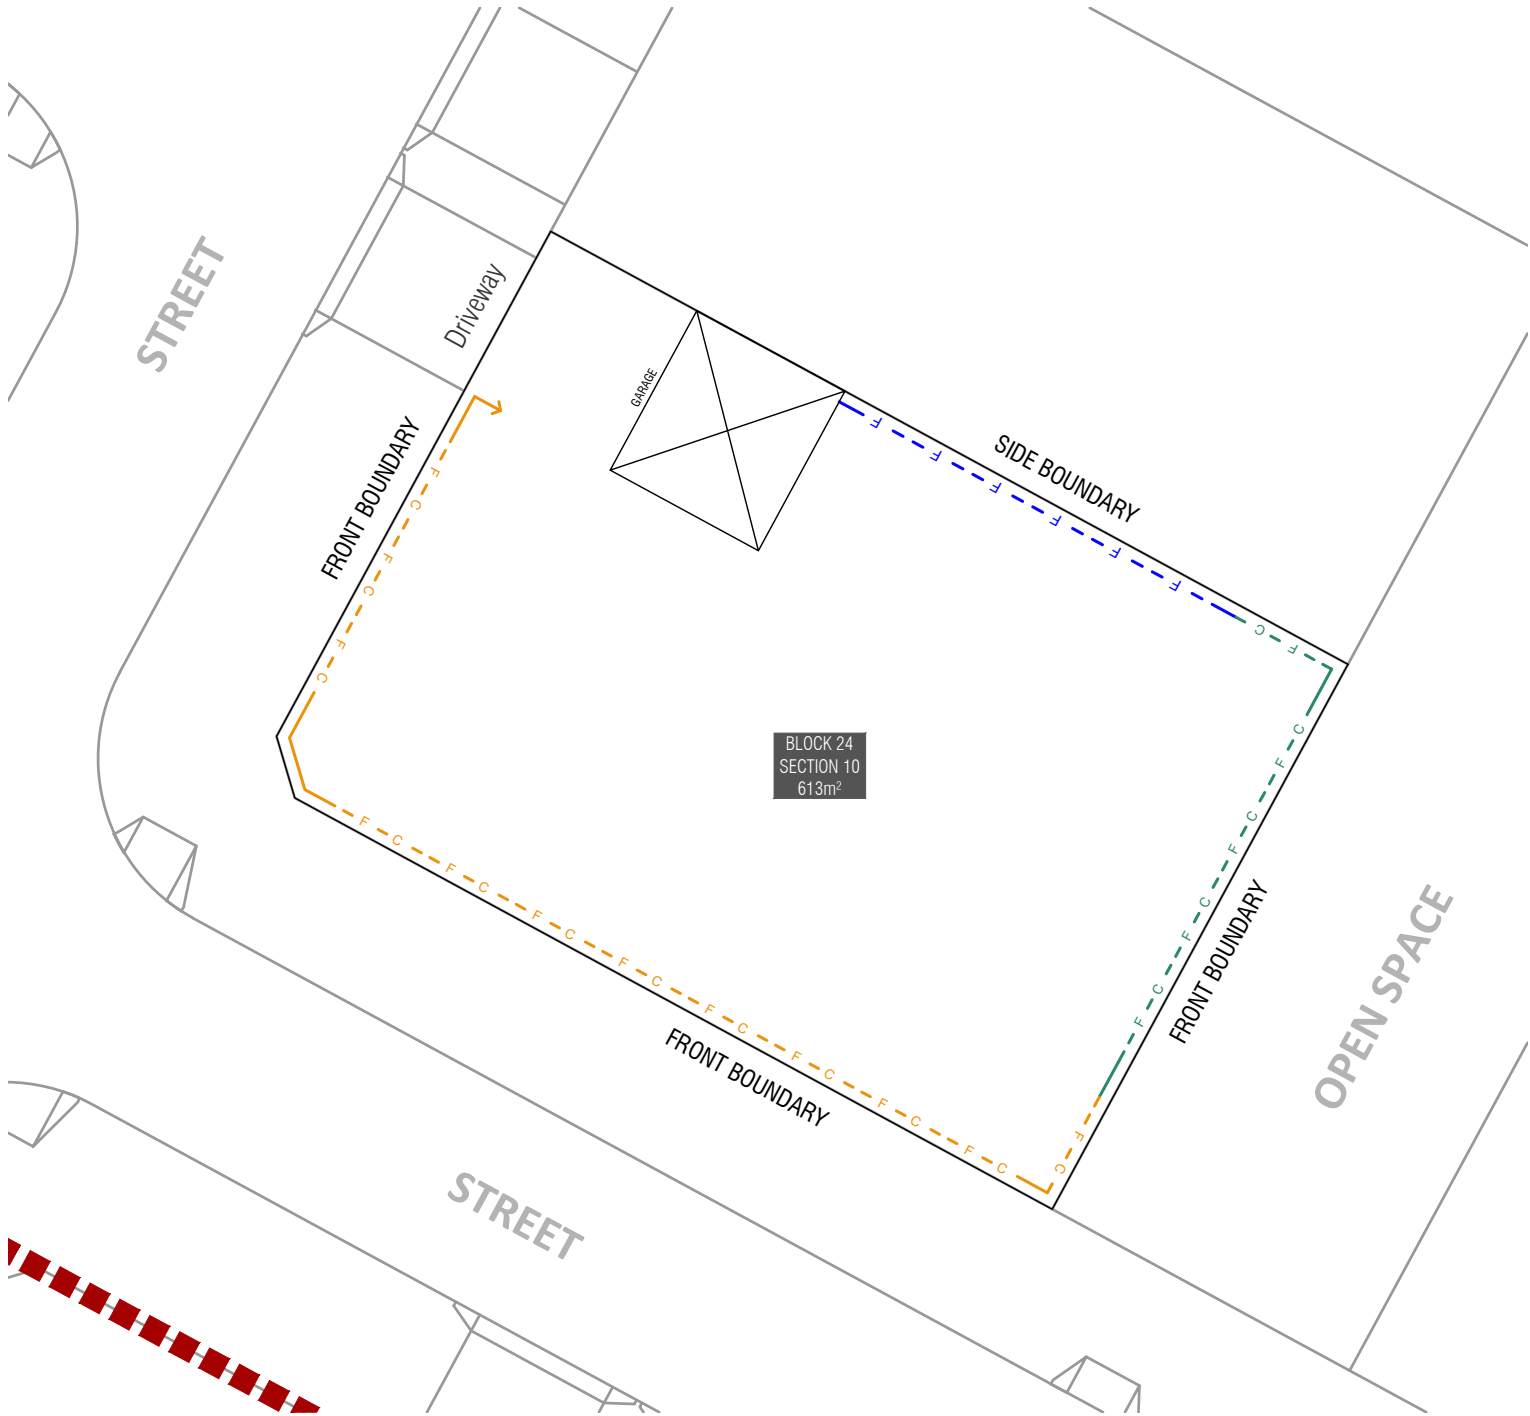 STREET
Driveway
GARAGE
FRONT BOUNDARY
SIDE BOUNDARY
F F F F F F
C F
F C F C F C
C F C F C F C F
BLOCK 24
SECTION 10
613m²
F C F C F C F C F C F C F C F C
F C
FRONT BOUNDARY
FRONT BOUNDARY
OPEN SPACE
STREET